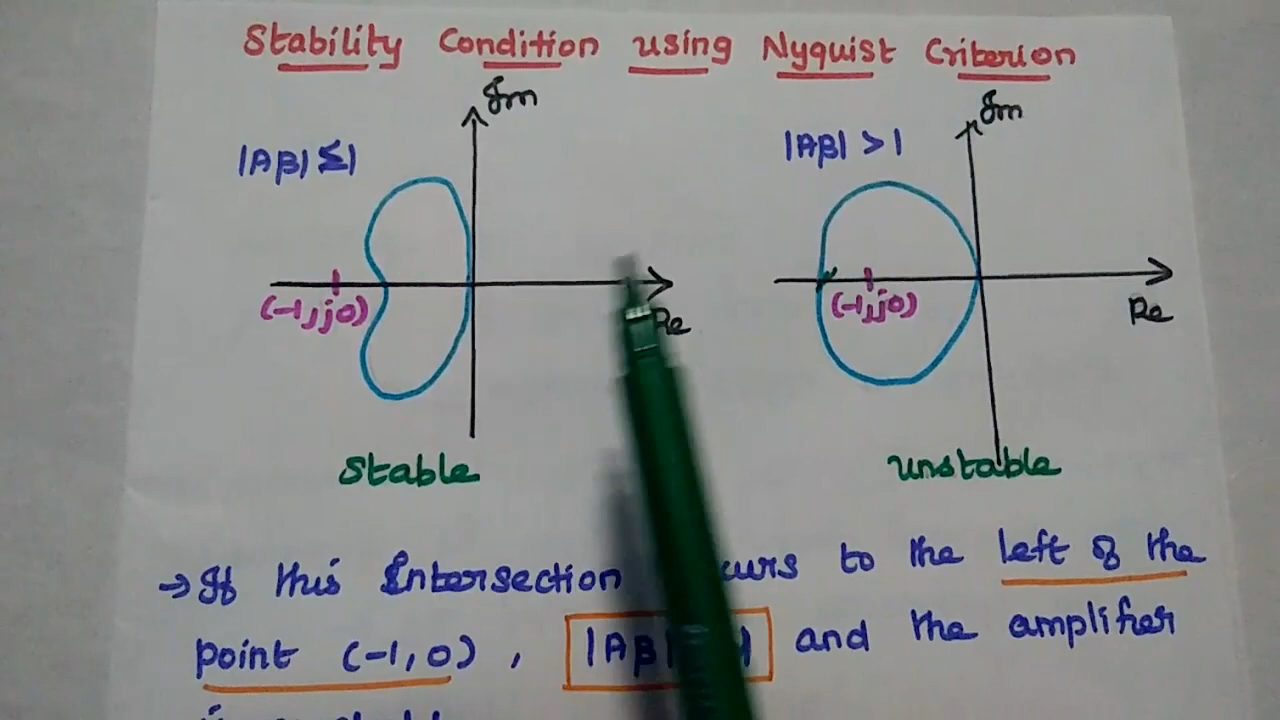 Stability Condition using Nyquist Criterion
Im
Im
|Aβ| ≤ 1
|Aβ| > 1
(-1, j0)
Re
(-1, j0)
Re
Stable
unstable
→ If this Intersection to the left of the
point (-1, 0), |Aβ and the amplifier